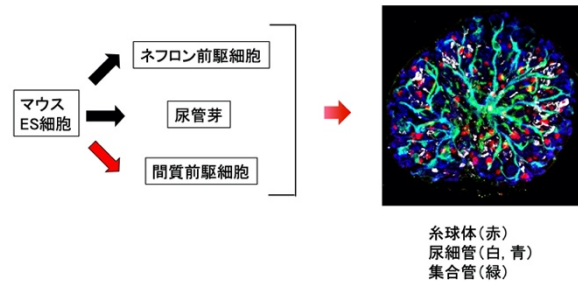 マウス
ES細胞
ネフロン前駆細胞
尿管芽
間質前駆細胞
糸球体(赤)
尿細管(白, 青)
集合管(緑)